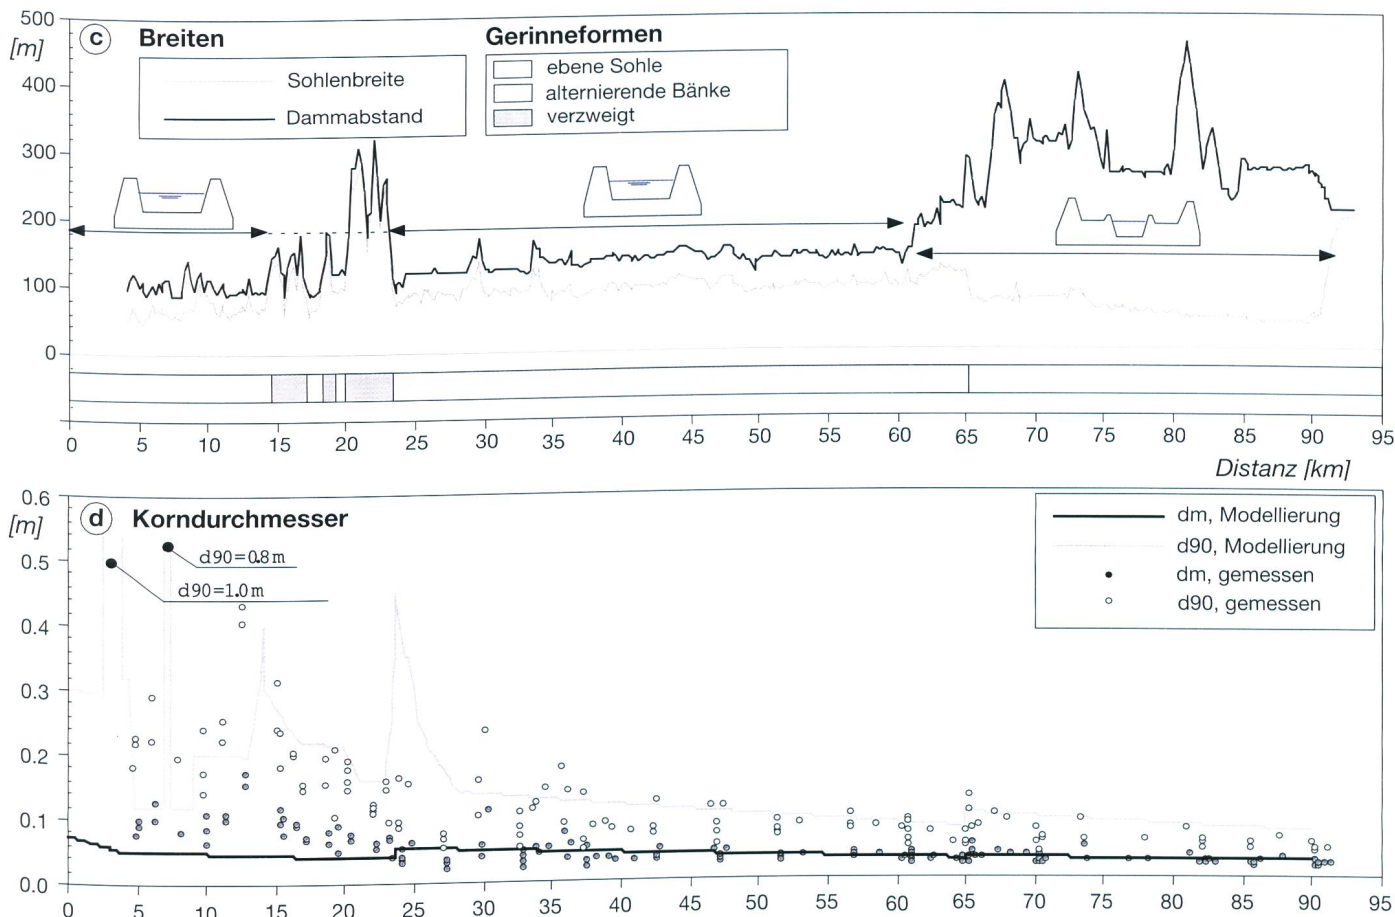 500
[m]
c Breiten
Gerinneformen
Sohlenbreite
Dammabstand
ebene Sohle
alternierende Bänke
verzweigt
400
300
200
100
0
0 5 10 15 20 25 30 35 40 45 50 55 60 65 70 75 80 85 90 95
Distanz [km]
0.6
[m]
d Korndurchmesser
d90=0.8m
d90=1.0m
dm, Modellierung
d90, Modellierung
dm, gemessen
d90, gemessen
0.5
0.4
0.3
0.2
0.1
0.0
0 5 10 15 20 25 30 35 40 45 50 55 60 65 70 75 80 85 90 95